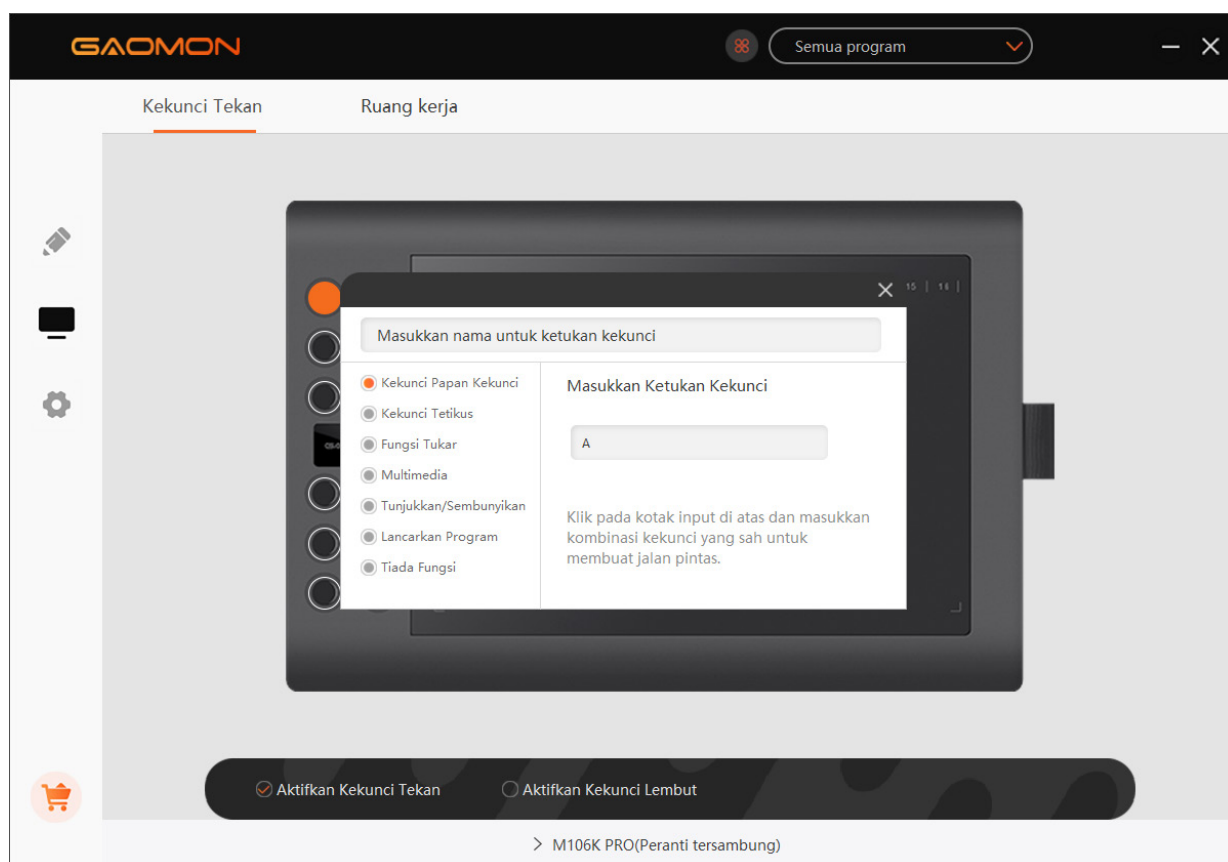 GAOMON
Semua program
Kekunci Tekan
Ruang kerja
15 | 16 |
Masukkan nama untuk ketukan kekunci
Kekunci Papan Kekunci
Kekunci Tetikus
Fungsi Tukar
Multimedia
Tunjukkan/Sembunyikan
Lancarkan Program
Tiada Fungsi
Masukkan Ketukan Kekunci
A
Klik pada kotak input di atas dan masukkan
kombinasi kekunci yang sah untuk
membuat jalan pintas.
Aktifkan Kekunci Tekan
Aktifkan Kekunci Lembut
M106K PRO(Peranti tersambung)